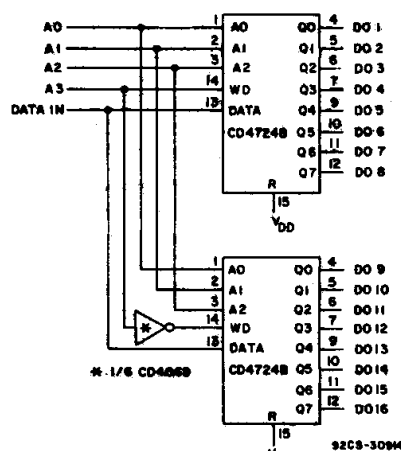 A0 1 A0 Q0 4 DO 1
A1 2 A1 Q1 5 DO 2
A2 3 A2 Q2 6 DO 3
A3 14 WD Q3 7 DO 4
DATA IN 13 DATA Q4 9 DO 5
CD4724B Q5 10 DO 6
Q6 11 DO 7
Q7 12 DO 8
R
15
VDD
1 A0 Q0 4 DO 9
2 A1 Q1 5 DO 10
3 A2 Q2 6 DO 11
* 14 WD Q3 7 DO 12
13 DATA Q4 9 DO 13
* 1/6 CD4069 CD4724B Q5 10 DO 14
Q6 11 DO 15
Q7 12 DO 16
R
15
92CS-30914